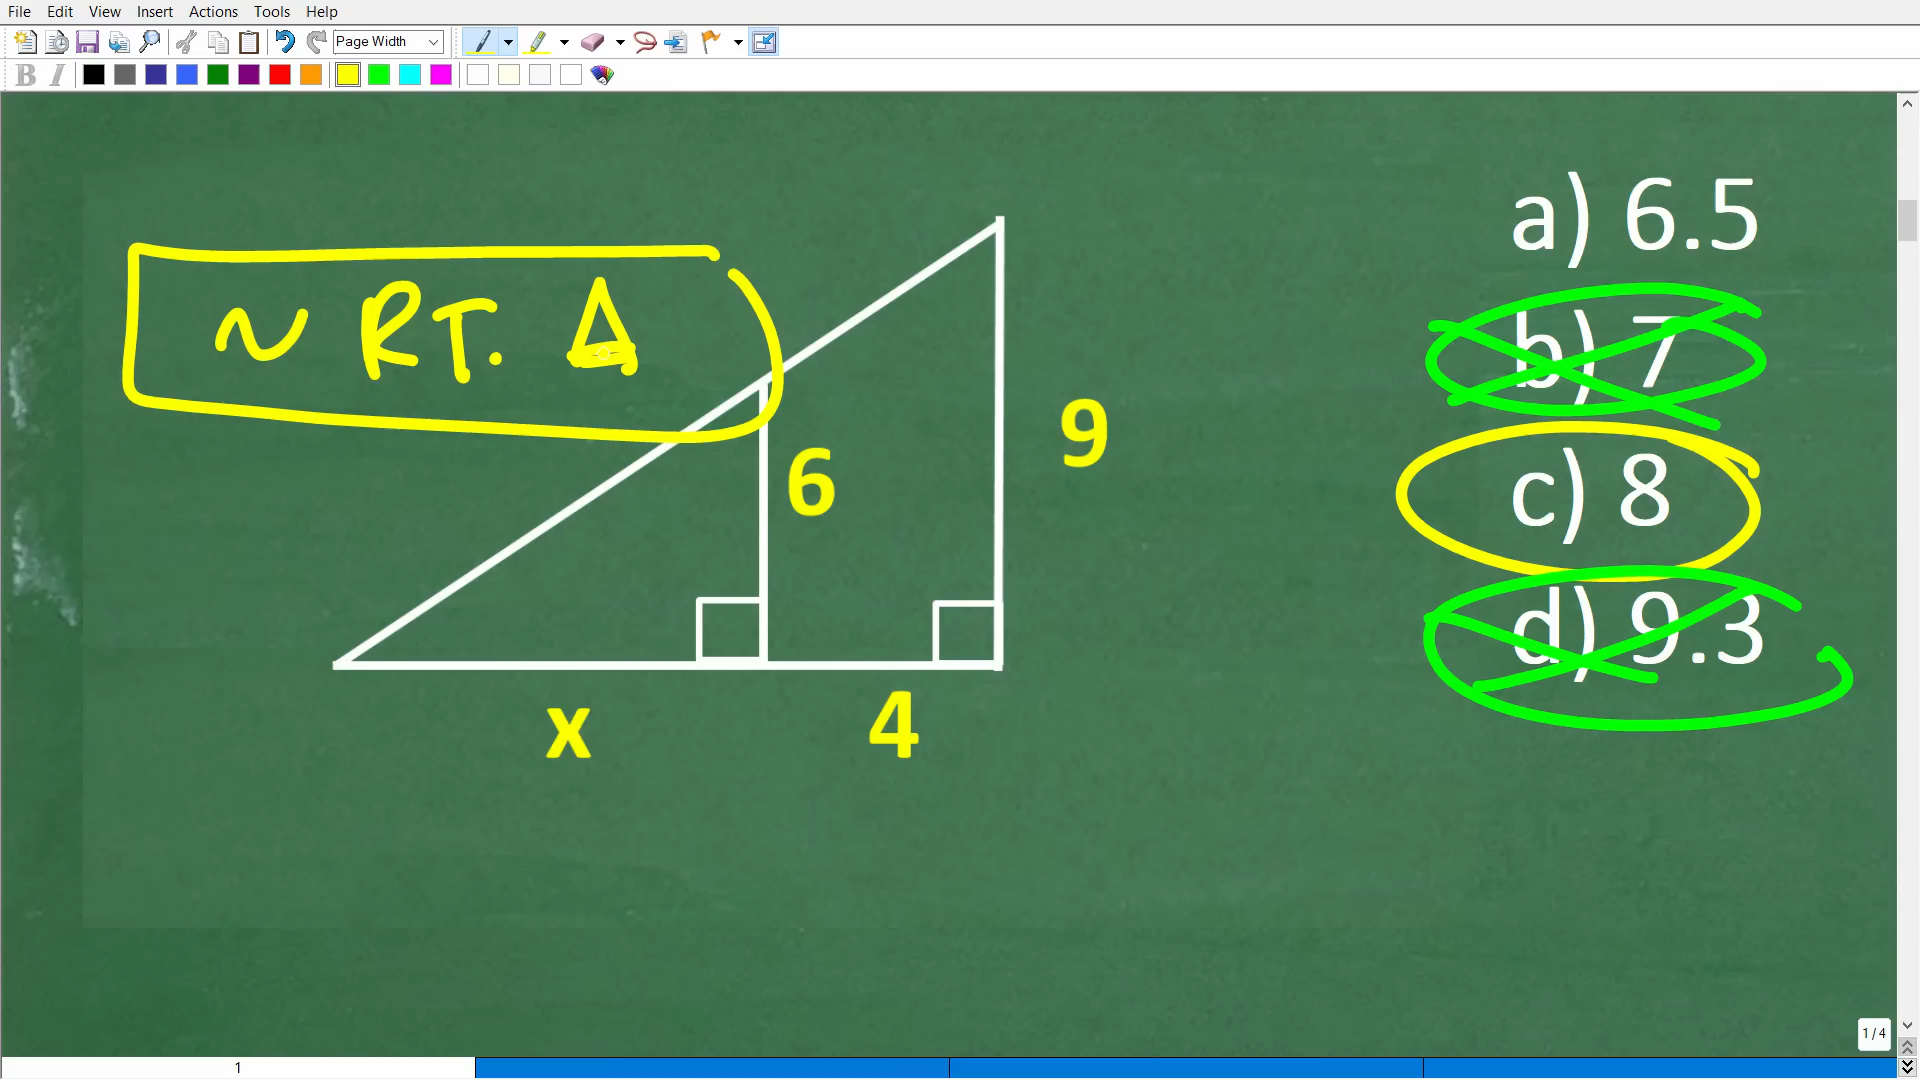 File Edit View Insert Actions Tools Help
Page Width
B I
~ RT. Δ
6
9
x
4
a) 6.5
b) 7
c) 8
d) 9.3
1 / 4
1